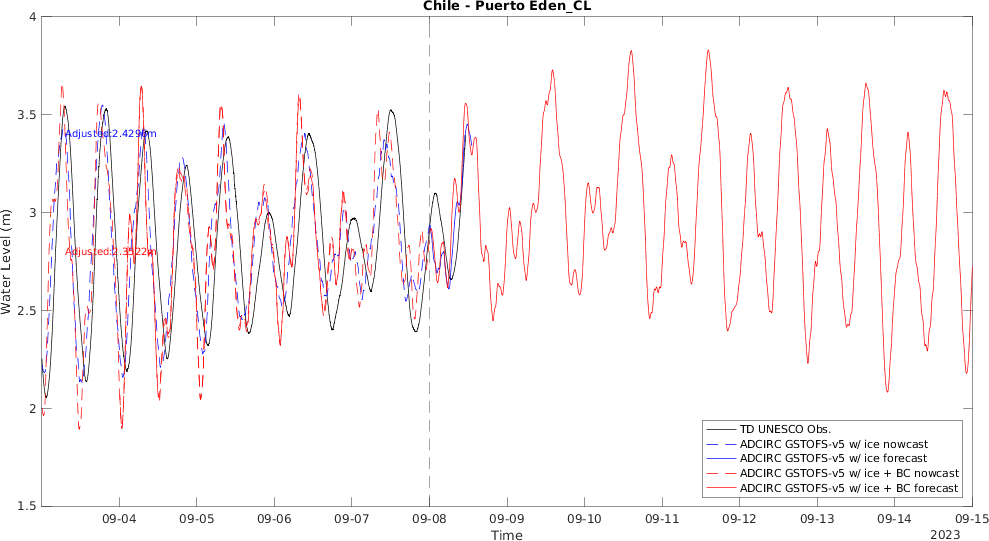 Chile - Puerto Eden_CL
4
3.5
3
2.5
2
1.5
Water Level (m)
Adjusted:2.4298m
Adjusted:2.3522m
TD UNESCO Obs.
ADCIRC GSTOFS-v5 w/ ice nowcast
ADCIRC GSTOFS-v5 w/ ice forecast
ADCIRC GSTOFS-v5 w/ ice + BC nowcast
ADCIRC GSTOFS-v5 w/ ice + BC forecast
09-04 09-05 09-06 09-07 09-08 09-09 09-10 09-11 09-12 09-13 09-14 09-15
Time
2023